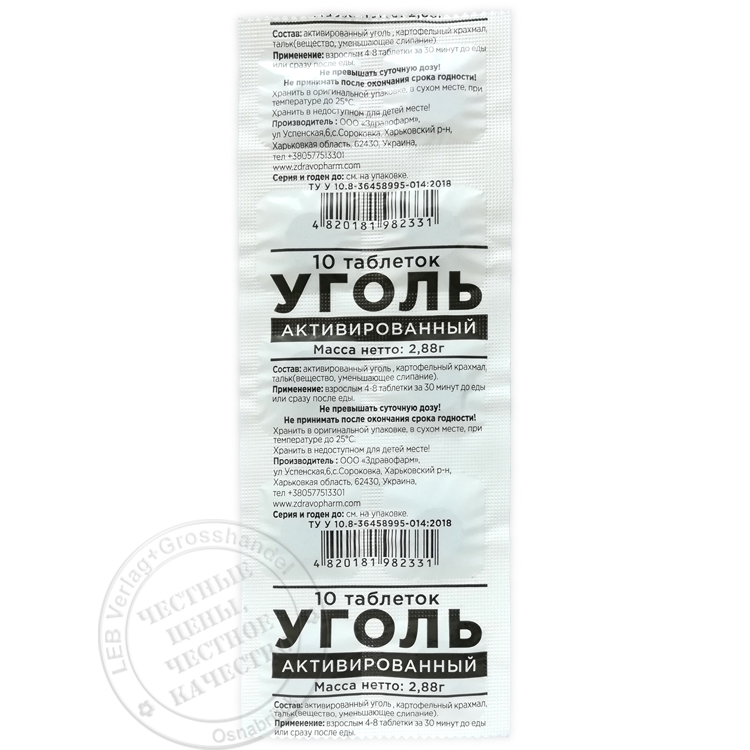 Масса нетто: 2,88г
Состав: активированный уголь , картофельный крахмал,
тальк(вещество, уменьшающее слипание).
Применение: взрослым 4-8 таблетки за 30 минут до еды
или сразу после еды.
Не превышать суточную дозу!
Не принимать после окончания срока годности!
Хранить в оригинальной упаковке, в сухом месте, при
температуре до 25°С.
Хранить в недоступном для детей месте!
Производитель : ООО «Здравофарм»,
ул Успенская,6,с.Сороковка, Харьковский р-н,
Харьковкая область, 62430, Украина,
тел +380577513301
www.zdravopharm.com
Серия и годен до: см. на упаковке.
ТУ У 10.8-36458995-014:2018
4 820181 982331
10 таблеток
УГОЛЬ
АКТИВИРОВАННЫЙ
Масса нетто: 2,88г
Состав: активированный уголь , картофельный крахмал,
тальк(вещество, уменьшающее слипание).
Применение: взрослым 4-8 таблетки за 30 минут до еды
или сразу после еды.
Не превышать суточную дозу!
Не принимать после окончания срока годности!
Хранить в оригинальной упаковке, в сухом месте, при
температуре до 25°С.
Хранить в недоступном для детей месте!
Производитель : ООО «Здравофарм»,
ул Успенская,6,с.Сороковка, Харьковский р-н,
Харьковкая область, 62430, Украина,
тел +380577513301
www.zdravopharm.com
Серия и годен до: см. на упаковке.
ТУ У 10.8-36458995-014:2018
4 820181 982331
10 таблеток
УГОЛЬ
АКТИВИРОВАННЫЙ
Масса нетто: 2,88г
Состав: активированный уголь , картофельный крахмал,
тальк(вещество, уменьшающее слипание).
Применение: взрослым 4-8 таблетки за 30 минут до еды
LEB Verlag+Grosshandel
ЧЕСТНЫЕ
ЦЕНЫ,
ЧЕСТНОЕ
КАЧЕСТВО
Osnabrück